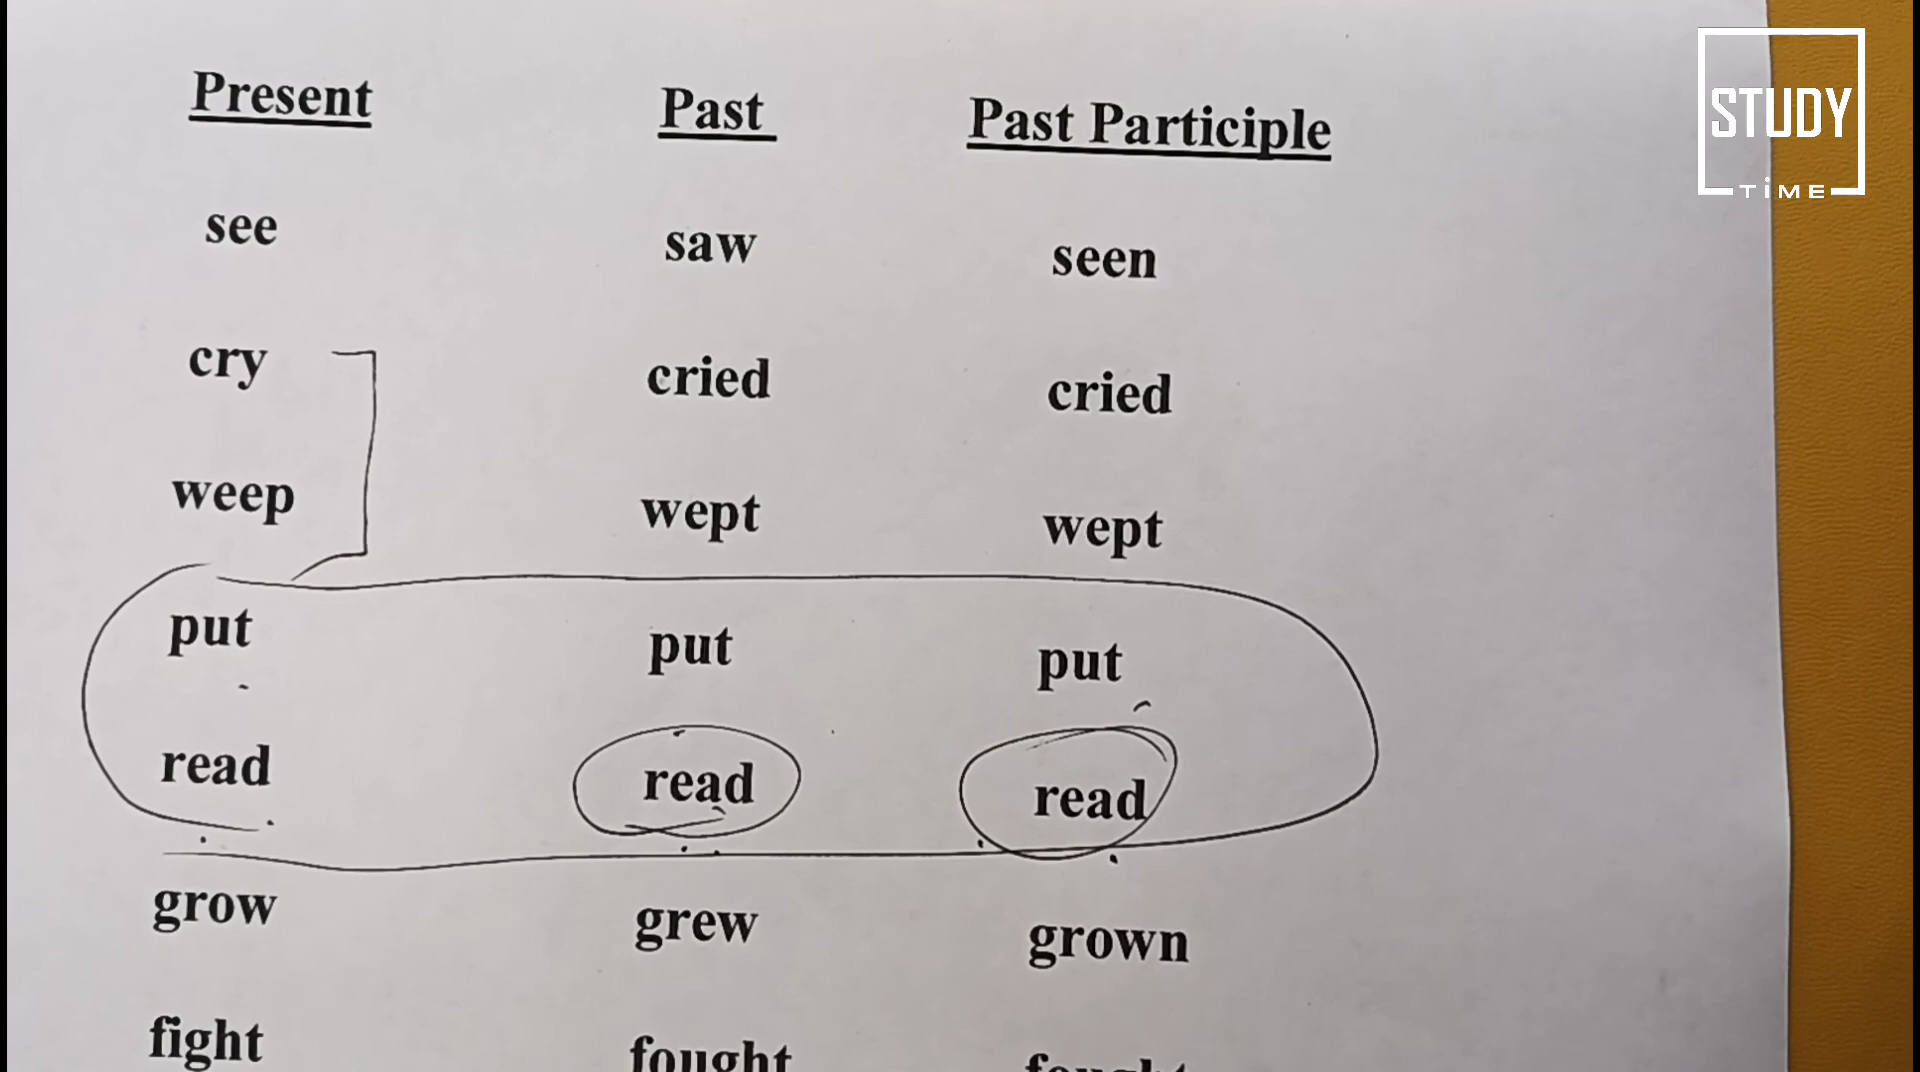 Present Past Past Participle
see saw seen
cry cried cried
weep wept wept
put put put
read read read
grow grew grown
fight fought
STUDY
TiME